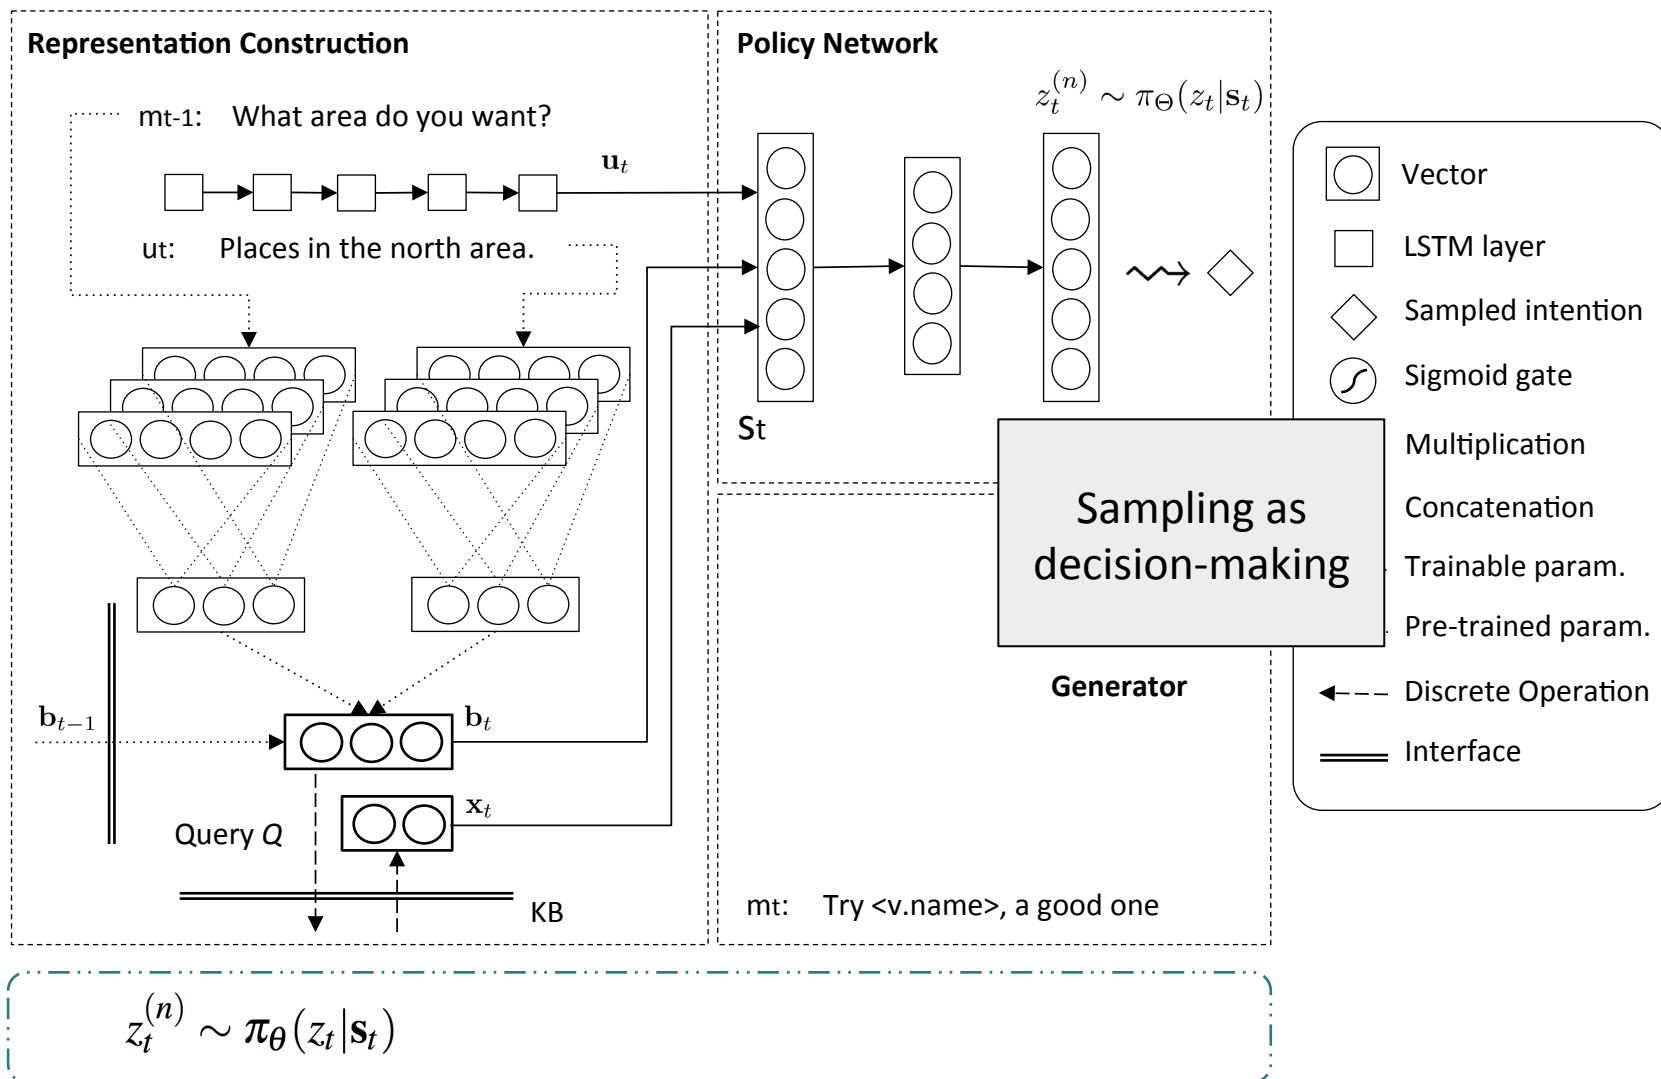 Representation Construction
mt-1: What area do you want?
u_t
ut: Places in the north area.
b_{t-1}
b_t
x_t
Query Q
KB
Policy Network
z_t^{(n)} ∼ π_Θ(z_t|s_t)
St
Sampling as
decision-making
Generator
mt: Try <v.name>, a good one
Vector
LSTM layer
Sampled intention
Sigmoid gate
Multiplication
Concatenation
Trainable param.
Pre-trained param.
Discrete Operation
Interface
z_t^{(n)} ∼ π_θ(z_t|s_t)